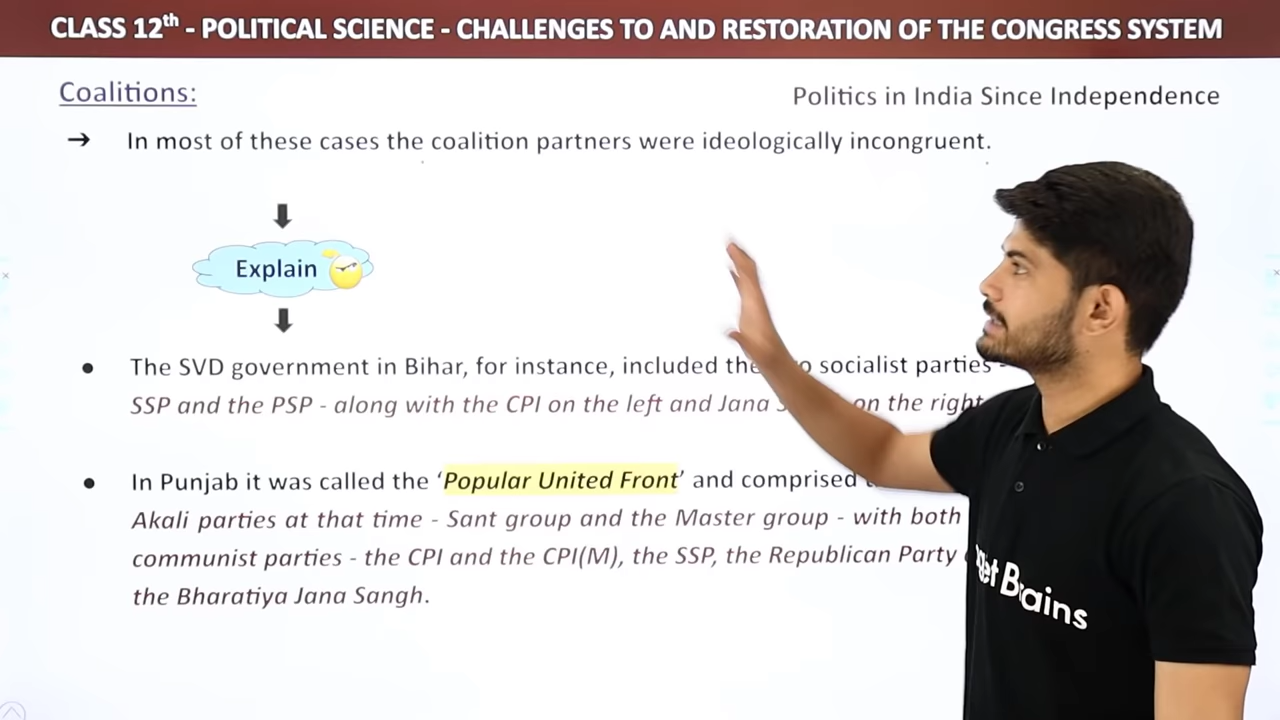 CLASS 12th - POLITICAL SCIENCE - CHALLENGES TO AND RESTORATION OF THE CONGRESS SYSTEM
Coalitions:
Politics in India Since Independence
→ In most of these cases the coalition partners were ideologically incongruent.
Explain
● The SVD government in Bihar, for instance, included the socialist parties -
SSP and the PSP - along with the CPI on the left and Jana on the right
● In Punjab it was called the ‘Popular United Front’ and comprised
Akali parties at that time - Sant group and the Master group - with both
communist parties - the CPI and the CPI(M), the SSP, the Republican Party
the Bharatiya Jana Sangh.
Brains